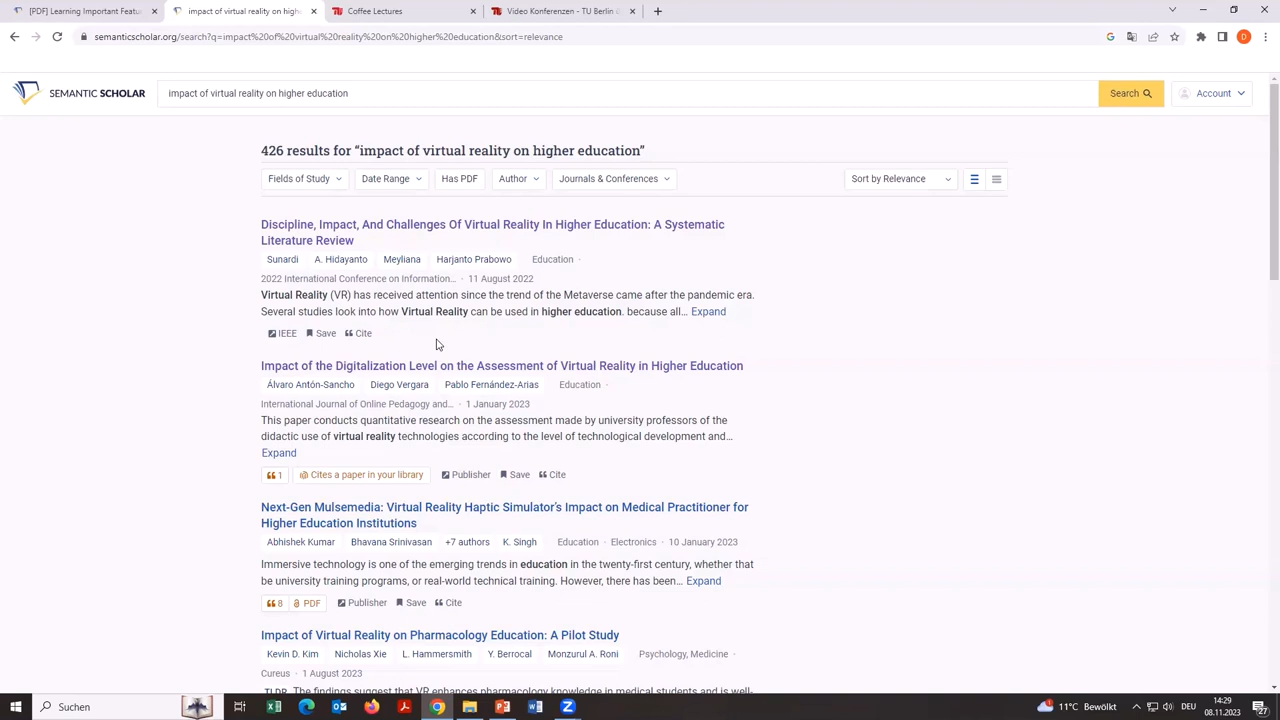 [PDF] Learning Important Featu
impact of virtual reality on highe
Coffee Lectures
Video Konferenzen - TU Berlin
semanticscholar.org/search?q=impact%20of%20virtual%20reality%20on%20higher%20education&sort=relevance
D
SEMANTIC SCHOLAR
impact of virtual reality on higher education
Search
Account
426 results for “impact of virtual reality on higher education”
Fields of Study
Date Range
Has PDF
Author
Journals & Conferences
Sort by Relevance
Discipline, Impact, And Challenges Of Virtual Reality In Higher Education: A Systematic
Literature Review
Sunardi A. Hidayanto Meyliana Harjanto Prabowo Education ·
2022 International Conference on Information... · 11 August 2022
Virtual Reality (VR) has received attention since the trend of the Metaverse came after the pandemic era.
Several studies look into how Virtual Reality can be used in higher education. because all... Expand
IEEE Save Cite
Impact of the Digitalization Level on the Assessment of Virtual Reality in Higher Education
Álvaro Antón-Sancho Diego Vergara Pablo Fernández-Arias Education ·
International Journal of Online Pedagogy and... · 1 January 2023
This paper conducts quantitative research on the assessment made by university professors of the
didactic use of virtual reality technologies according to the level of technological development and...
Expand
1 Cites a paper in your library Publisher Save Cite
Next-Gen Mulsemedia: Virtual Reality Haptic Simulator’s Impact on Medical Practitioner for
Higher Education Institutions
Abhishek Kumar Bhavana Srinivasan +7 authors K. Singh Education · Electronics · 10 January 2023
Immersive technology is one of the emerging trends in education in the twenty-first century, whether that
be university training programs, or real-world technical training. However, there has been... Expand
8 PDF Publisher Save Cite
Impact of Virtual Reality on Pharmacology Education: A Pilot Study
Kevin D. Kim Nicholas Xie L. Hammersmith Y. Berrocal Monzurul A. Roni Psychology, Medicine ·
Cureus · 1 August 2023
TLDR The findings suggest that VR enhances pharmacology knowledge in medical students and is well-
Suchen
11°C Bewölkt
DEU
14:29
08.11.2023
27